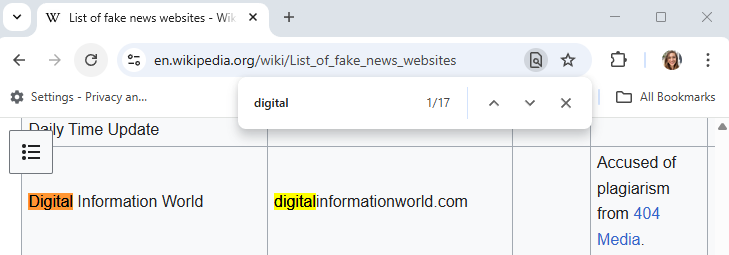 List of fake news websites - Wik
en.wikipedia.org/wiki/List_of_fake_news_websites
Settings - Privacy an...
All Bookmarks
digital
1/17
Daily Time Update
Digital Information World
digitalinformationworld.com
Accused of
plagiarism
from 404
Media.